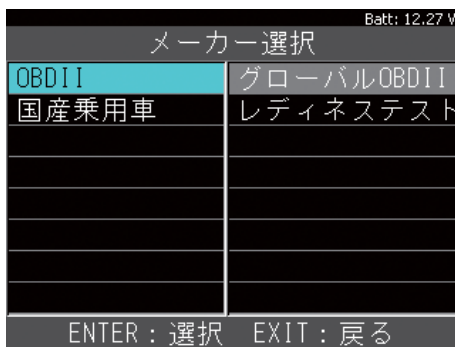 Batt: 12.27 V
メーカー選択
OBDII グローバルOBDII
国産乗用車 レディネステスト
ENTER：選択 EXIT：戻る